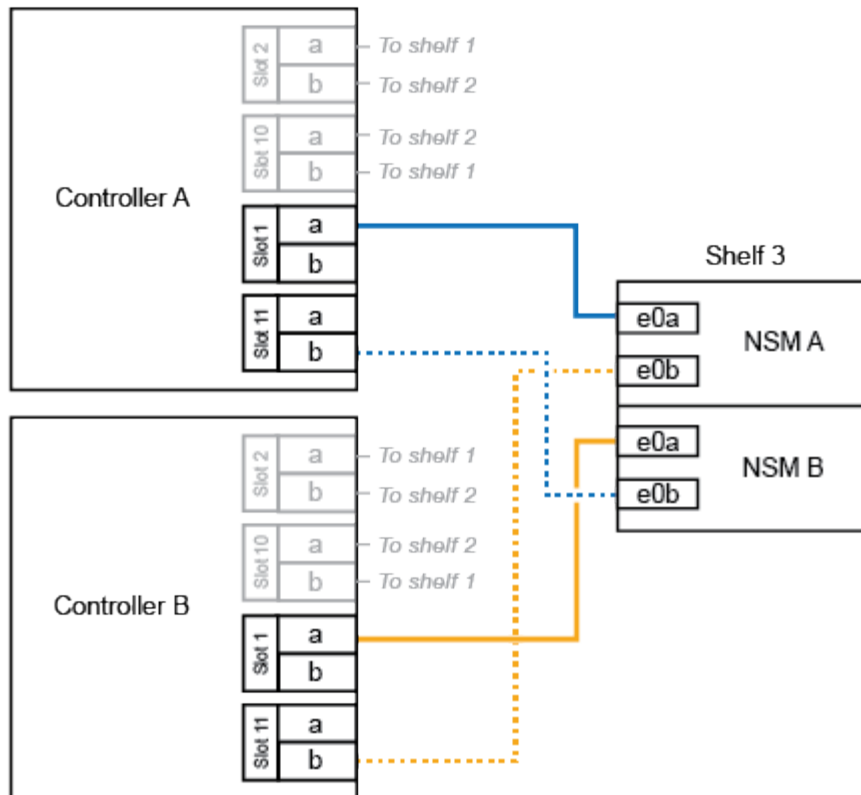 Controller A
Slot 2
a
To shelf 1
b
To shelf 2
Slot 10
a
To shelf 2
b
To shelf 1
Slot 1
a
b
Slot 11
a
b
Shelf 3
e0a
NSM A
e0b
e0a
NSM B
e0b
Controller B
Slot 2
a
To shelf 1
b
To shelf 2
Slot 10
a
To shelf 2
b
To shelf 1
Slot 1
a
b
Slot 11
a
b